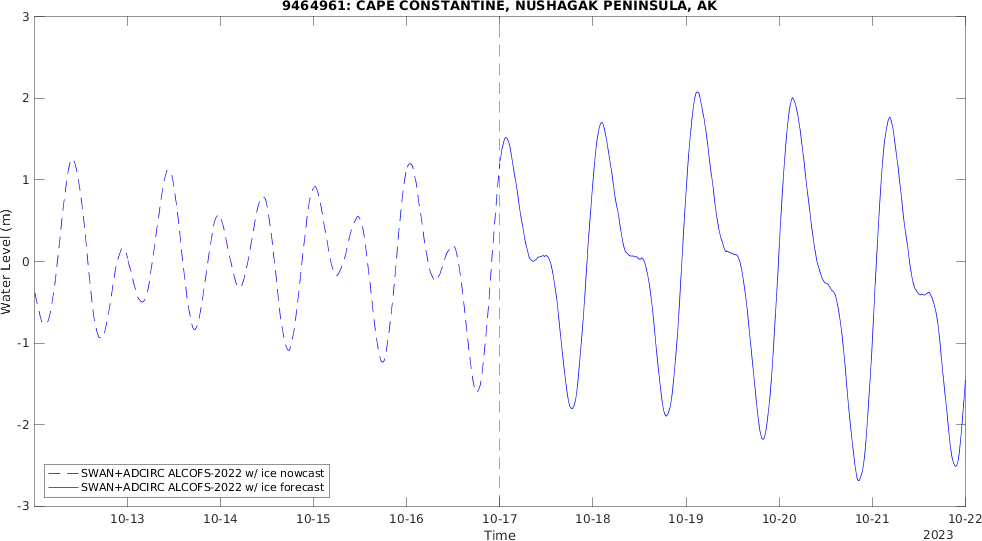 9464961: CAPE CONSTANTINE, NUSHAGAK PENINSULA, AK
3
2
1
0
-1
-2
-3
Water Level (m)
SWAN+ADCIRC ALCOFS-2022 w/ ice nowcast
SWAN+ADCIRC ALCOFS-2022 w/ ice forecast
10-13 10-14 10-15 10-16 10-17 10-18 10-19 10-20 10-21 10-22
Time
2023